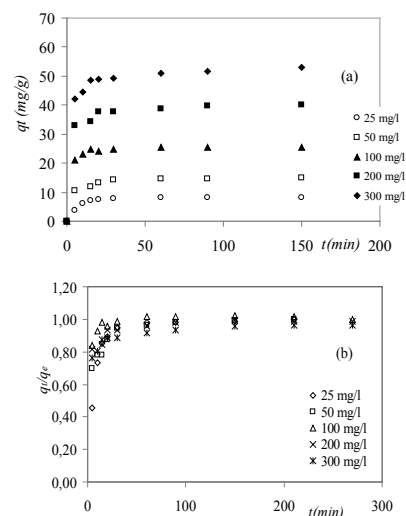 70
60
50
40
30
20
10
0
qt (mg/g)
(a)
25 mg/l
50 mg/l
100 mg/l
200 mg/l
300 mg/l
0 50 100 150 200
t(min)
1,20
1,00
0,80
0,60
0,40
0,20
0,00
qt/qe
(b)
25 mg/l
50 mg/l
100 mg/l
200 mg/l
300 mg/l
0 100 200 300
t(min)